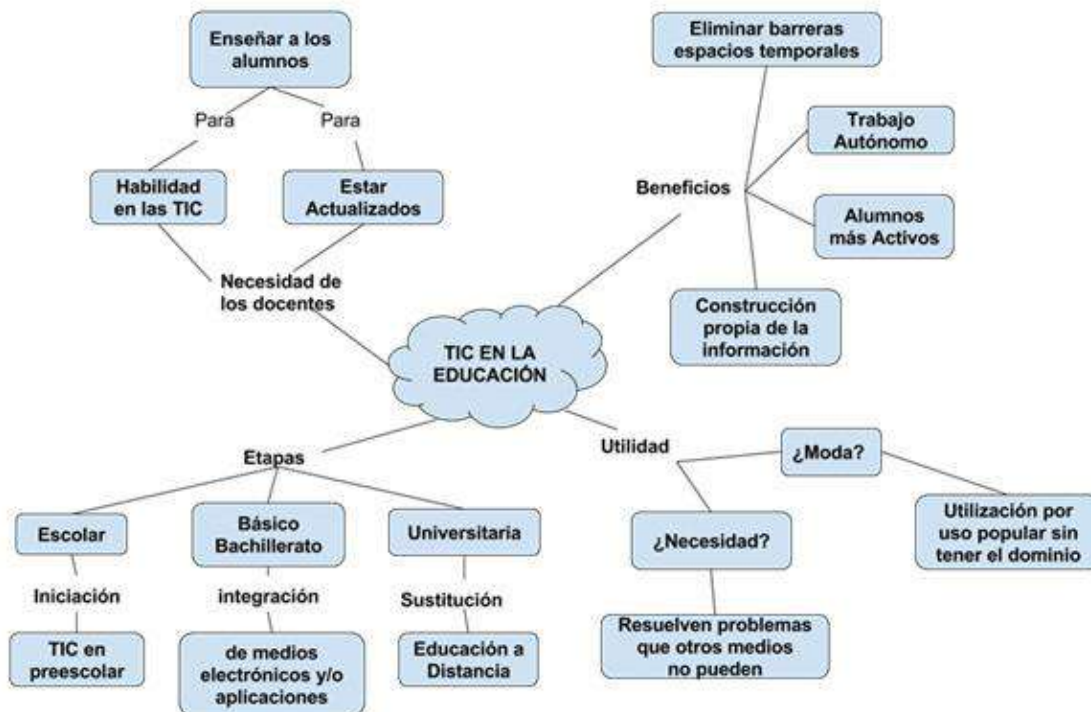 Enseñar a los
alumnos
Para
Para
Habilidad
en las TIC
Estar
Actualizados
Necesidad de
los docentes
Eliminar barreras
espacios temporales
Trabajo
Autónomo
Beneficios
Alumnos
más Activos
Construcción
propia de la
información
TIC EN LA
EDUCACIÓN
Etapas
Escolar
Básico
Bachillerato
Universitaria
Iniciación
integración
Sustitución
TIC en
preescolar
de medios
electrónicos y/o
aplicaciones
Educación a
Distancia
Utilidad
¿Moda?
¿Necesidad?
Utilización por
uso popular sin
tener el dominio
Resuelven problemas
que otros medios
no pueden